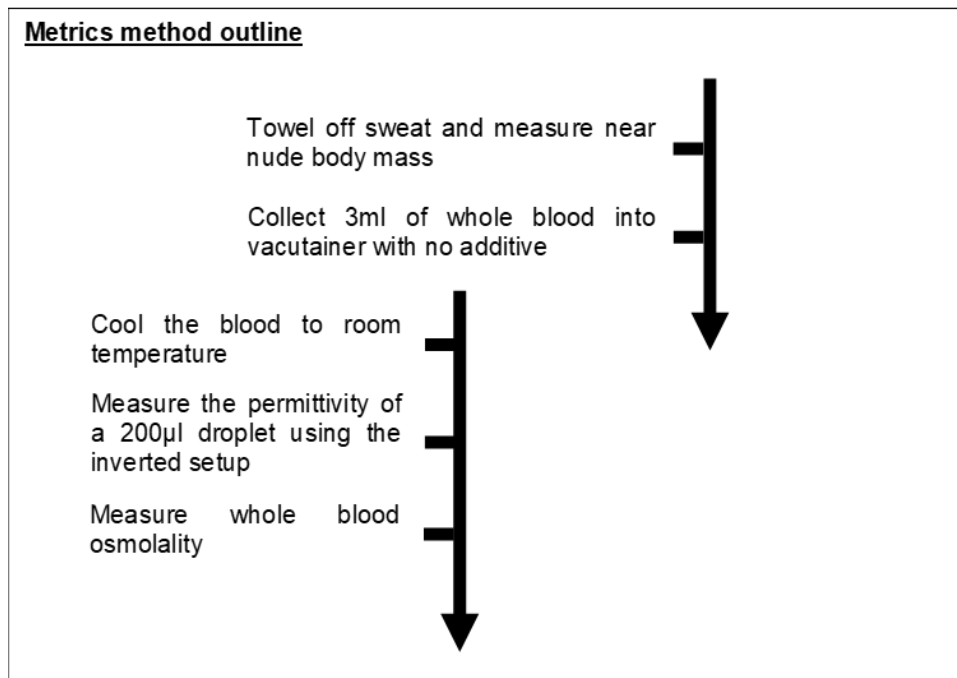 Metrics method outline
Towel off sweat and measure near
nude body mass
Collect 3ml of whole blood into
vacutainer with no additive
Cool the blood to room
temperature
Measure the permittivity of
a 200µl droplet using the
inverted setup
Measure whole blood
osmolality